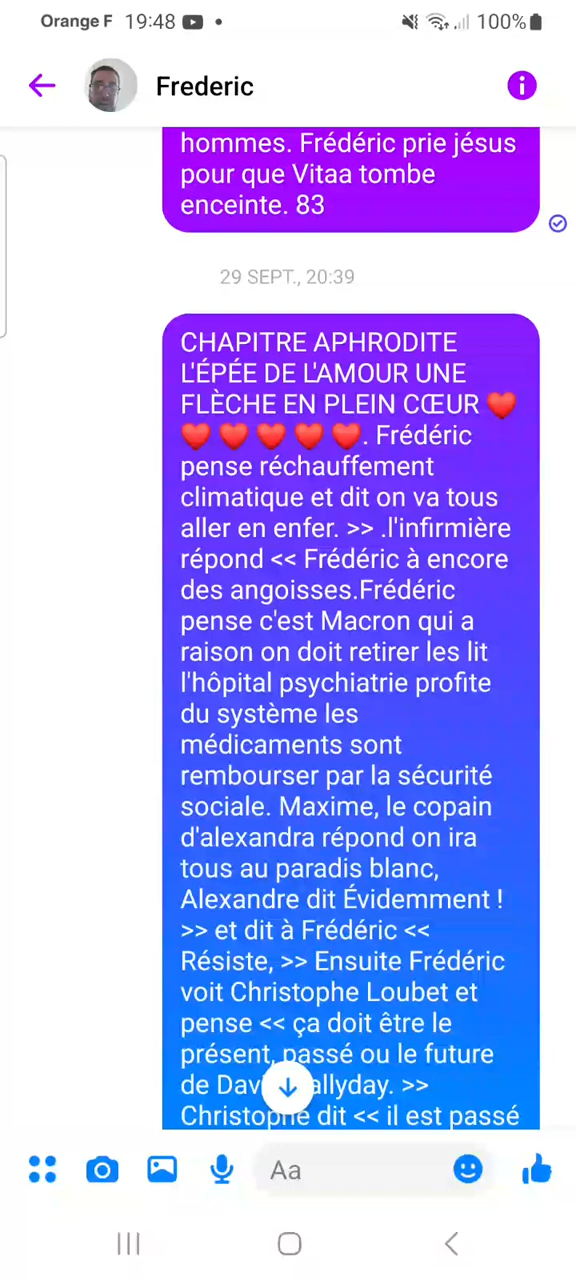 Orange F 19:48 100%
Frederic
hommes. Frédéric prie jésus
pour que Vitaa tombe
enceinte. 83
29 SEPT., 20:39
CHAPITRE APHRODITE
L'ÉPÉE DE L'AMOUR UNE
FLÈCHE EN PLEIN CŒUR ❤️
❤️ ❤️ ❤️ ❤️ ❤️. Frédéric
pense réchauffement
climatique et dit on va tous
aller en enfer. >> .l'infirmière
répond << Frédéric à encore
des angoisses.Frédéric
pense c'est Macron qui a
raison on doit retirer les lit
l'hôpital psychiatrie profite
du système les
médicaments sont
rembourser par la sécurité
sociale. Maxime, le copain
d'alexandra répond on ira
tous au paradis blanc,
Alexandre dit Évidemment !
>> et dit à Frédéric <<
Résiste, >> Ensuite Frédéric
voit Christophe Loubet et
pense << ça doit être le
présent, passé ou le future
de Dav allyday. >>
Christophe dit << il est passé
Aa